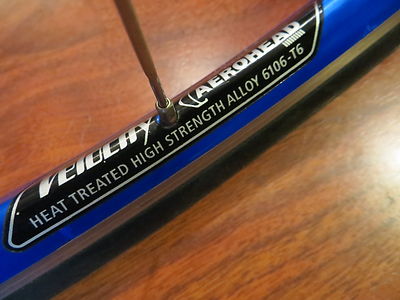 VELOCITY AEROHEAD
HEAT TREATED HIGH STRENGTH ALLOY 6106-T6